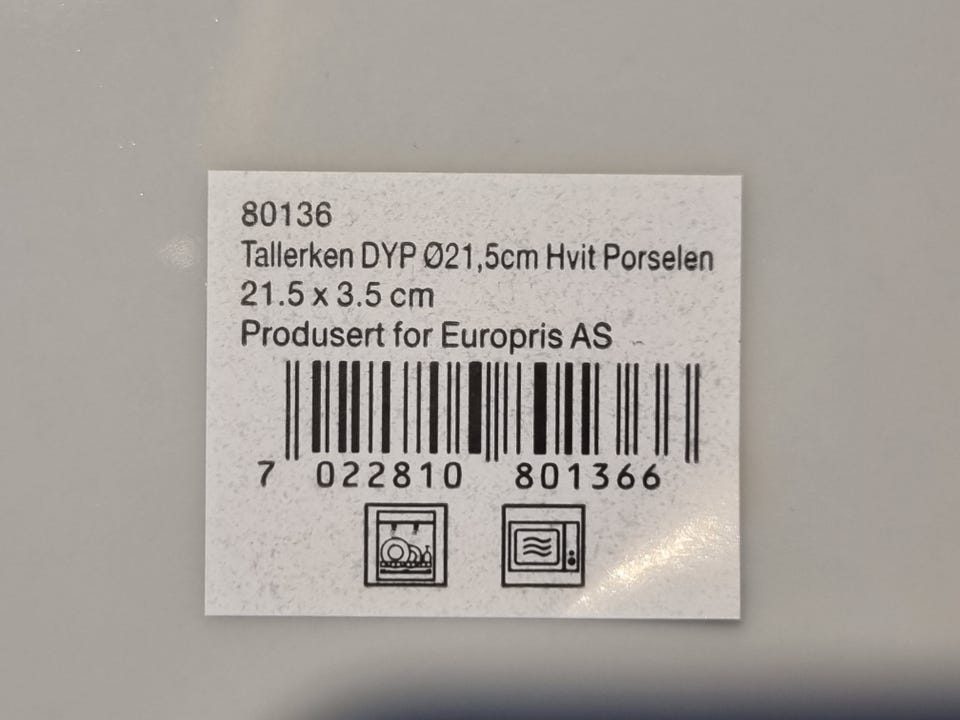 80136
Tallerken DYP Ø21,5cm Hvit Porselen
21.5 x 3.5 cm
Produsert for Europris AS
7 022810 801366